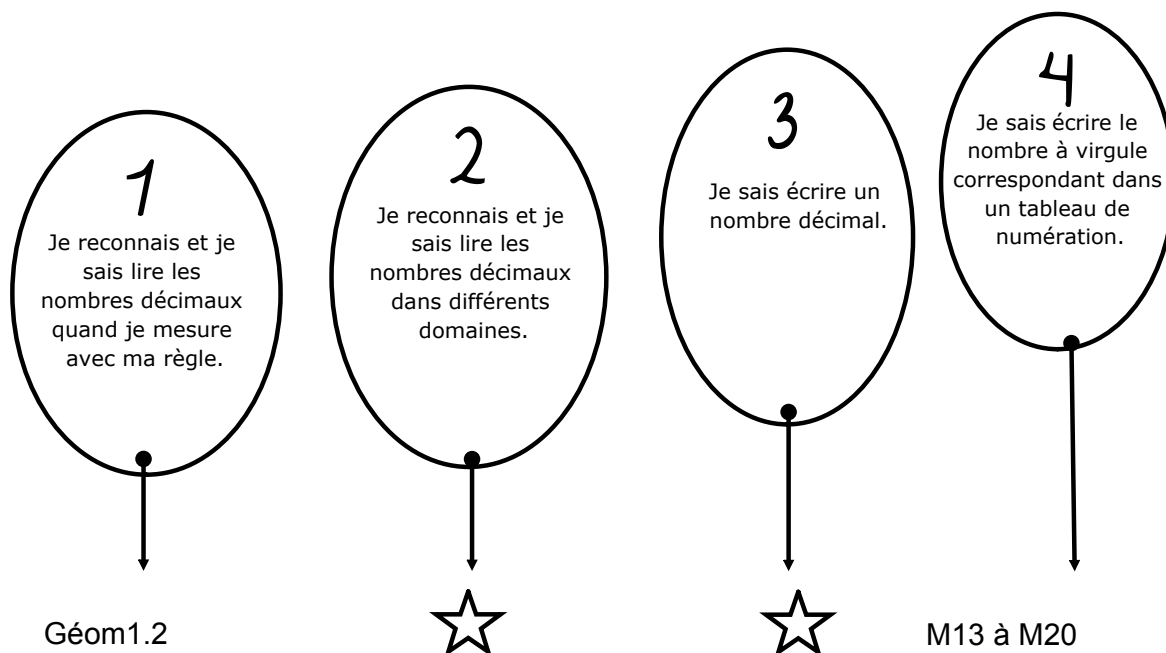 1
Je reconnais et je
sais lire les
nombres décimaux
quand je mesure
avec ma règle.
2
Je reconnais et je
sais lire les
nombres décimaux
dans différents
domaines.
3
Je sais écrire un
nombre décimal.
4
Je sais écrire le
nombre à virgule
correspondant dans
un tableau de
numération.
Géom1.2
M13 à M20